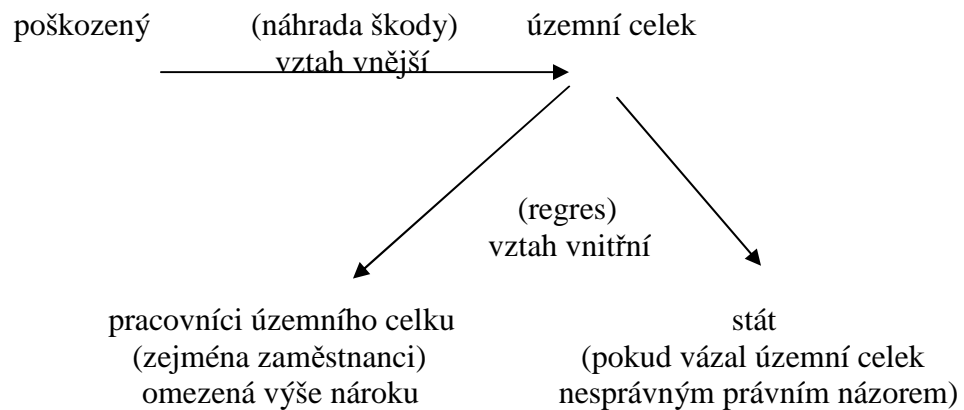 poškozený (náhrada škody) územní celek
vztah vnější
(regres)
vztah vnitřní
pracovníci územního celku stát
(zejména zaměstnanci) (pokud vázal územní celek
omezená výše nároku nesprávným právním názorem)